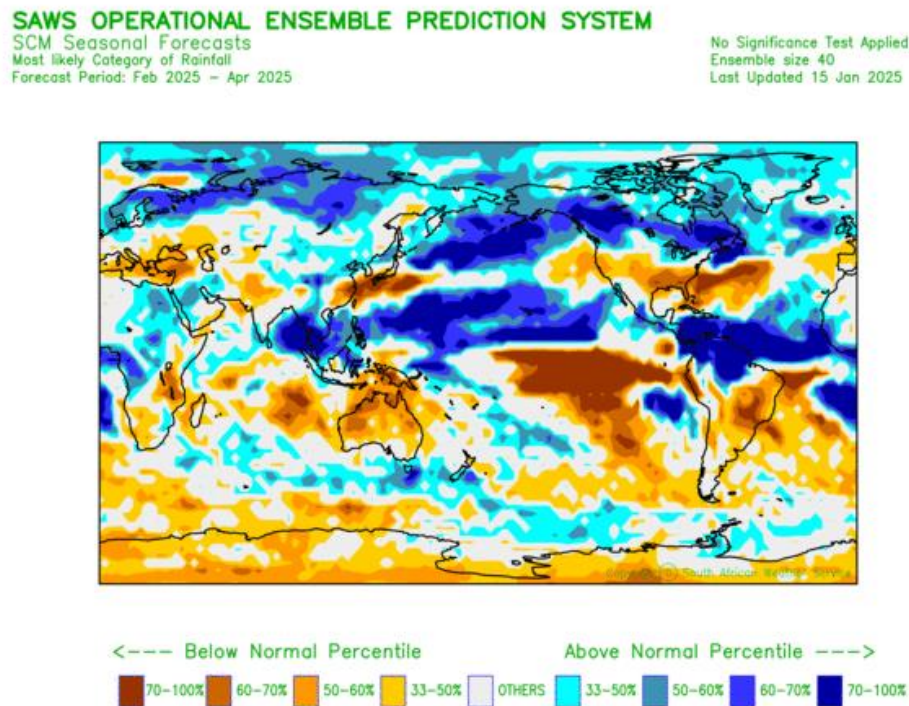 SAWS OPERATIONAL ENSEMBLE PREDICTION SYSTEM
SCM Seasonal Forecasts
Most likely Category of Rainfall
Forecast Period: Feb 2025 – Apr 2025
No Significance Test Applied
Ensemble size 40
Last Updated 15 Jan 2025
Copyright © South African Weather Service
<--- Below Normal Percentile
Above Normal Percentile --->
70-100% 60-70% 50-60% 33-50% OTHERS 33-50% 50-60% 60-70% 70-100%